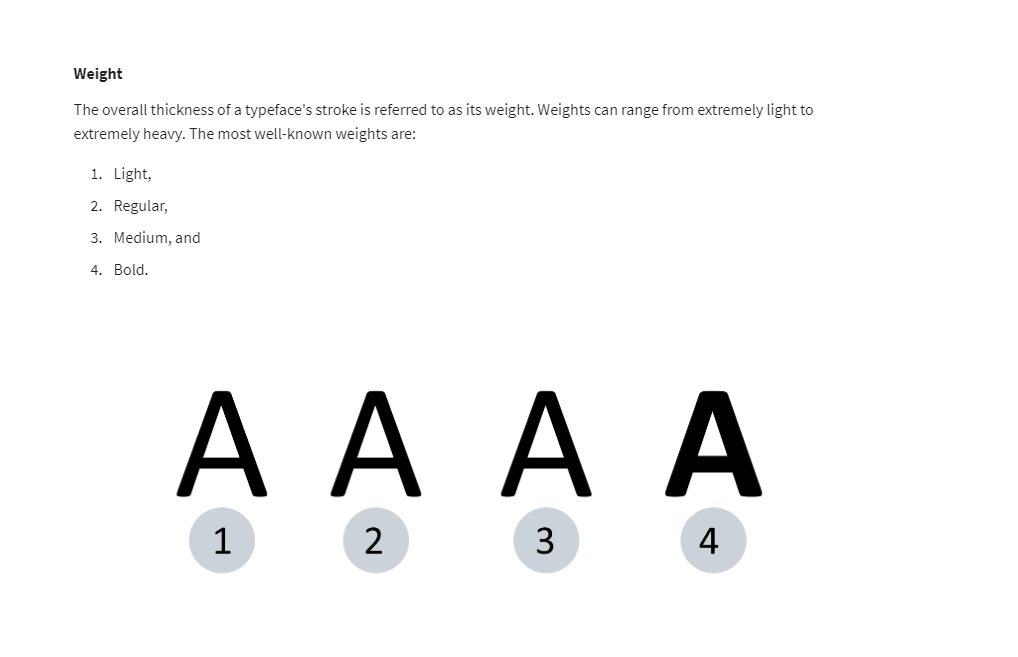 Weight
The overall thickness of a typeface's stroke is referred to as its weight. Weights can range from extremely light to
extremely heavy. The most well-known weights are:
1. Light,
2. Regular,
3. Medium, and
4. Bold.
A A A A
1 2 3 4